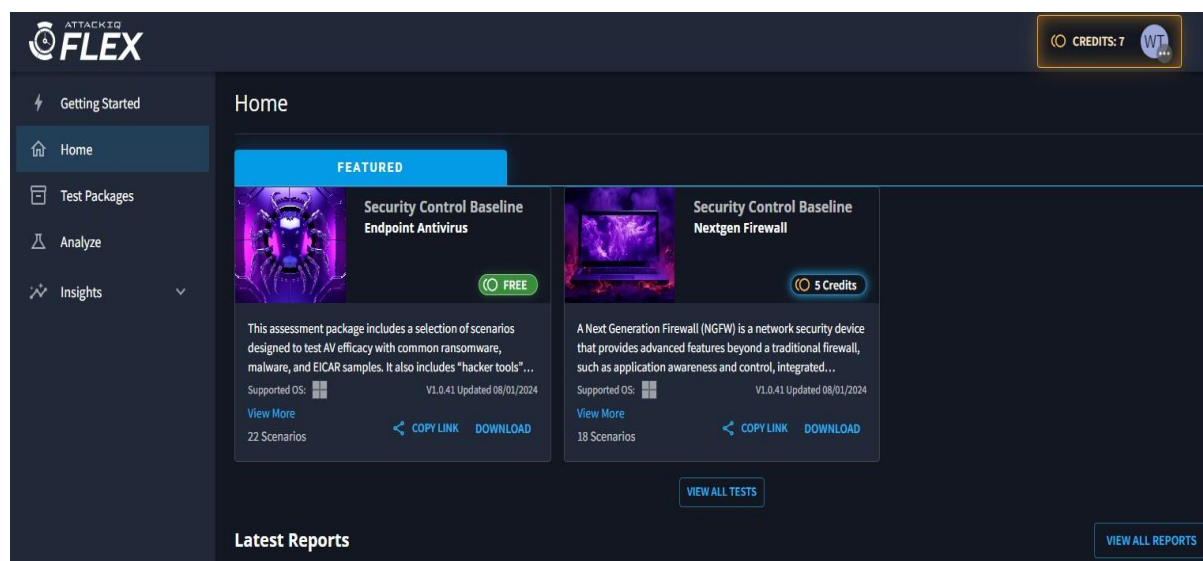 ATTACKIQ
FLEX
CREDITS: 7
WT
Getting Started
Home
Test Packages
Analyze
Insights
Home
FEATURED
Security Control Baseline
Endpoint Antivirus
FREE
This assessment package includes a selection of scenarios
designed to test AV efficacy with common ransomware,
malware, and EICAR samples. It also includes "hacker tools"...
Supported OS:
V1.0.41 Updated 08/01/2024
View More
22 Scenarios
COPY LINK
DOWNLOAD
Security Control Baseline
Nextgen Firewall
5 Credits
A Next Generation Firewall (NGFW) is a network security device
that provides advanced features beyond a traditional firewall,
such as application awareness and control, integrated...
Supported OS:
V1.0.41 Updated 08/01/2024
View More
18 Scenarios
COPY LINK
DOWNLOAD
VIEW ALL TESTS
Latest Reports
VIEW ALL REPORTS